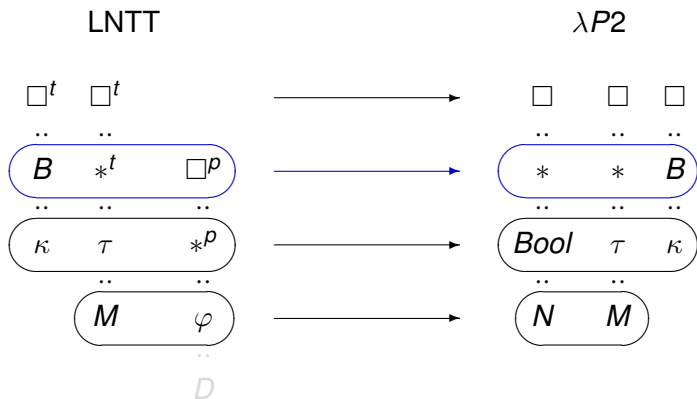 LNTT λP2
□ᵗ □ᵗ □ □ □
.. .. .. .. ..
B *ᵗ □ᵖ * * B
.. .. .. .. .. ..
κ τ *ᵖ Bool τ κ
.. .. .. ..
M φ N M
..
D